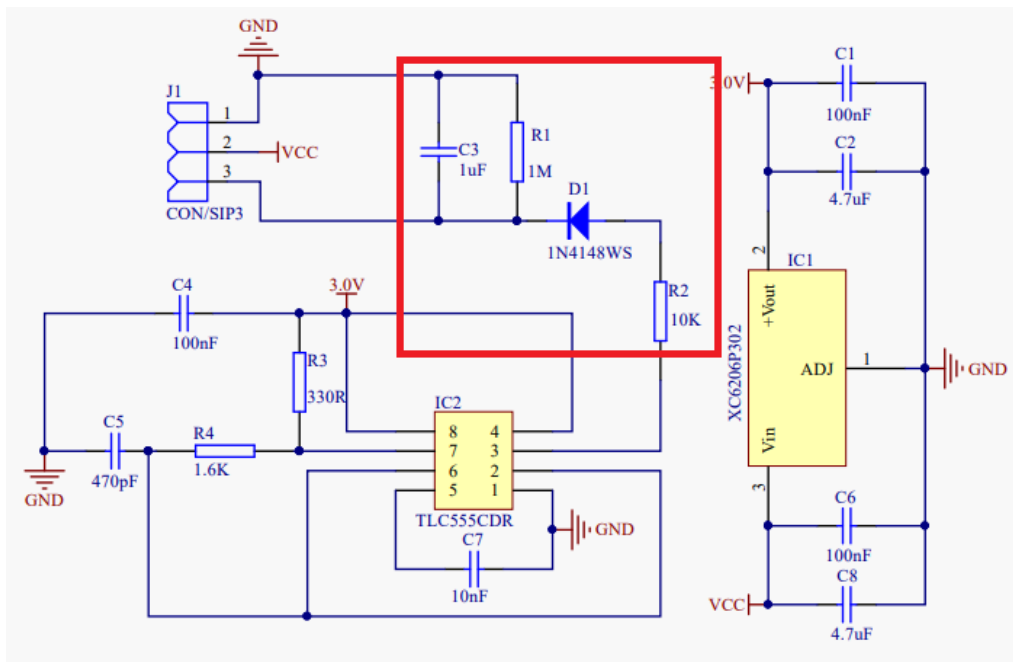 GND
J1
1
2
VCC
3
CON/SIP3
C3
1uF
R1
1M
D1
1N4148WS
R2
10K
3.0V
C1
100nF
C2
4.7uF
2
IC1
+Vout
XC6206P302
ADJ
1
GND
Vin
3
C6
100nF
VCC
C8
4.7uF
C4
100nF
3.0V
R3
330R
C5
470pF
GND
R4
1.6K
IC2
8 4
7 3
6 2
5 1
TLC555CDR
GND
C7
10nF